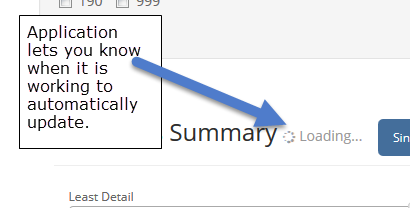 190 999
Application
lets you know
when it is
working to
automatically
update.
Summary Loading...
Sin
Least Detail